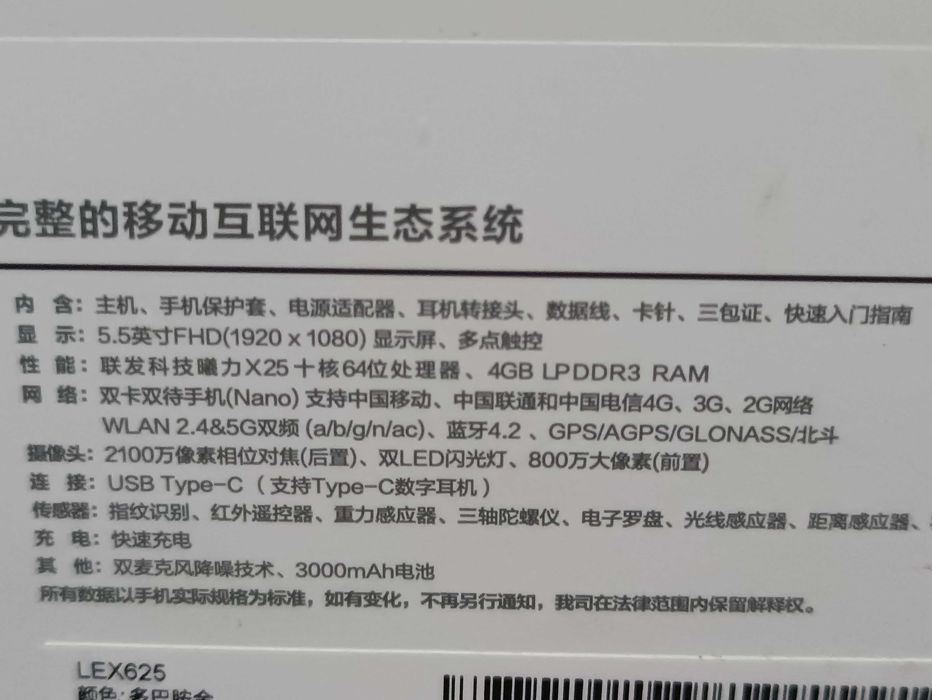 完整的移动互联网生态系统
内 含：主机、手机保护套、电源适配器、耳机转接头、数据线、卡针、三包证、快速入门指南
显 示：5.5英寸FHD(1920 x 1080) 显示屏、多点触控
性 能：联发科技曦力X25十核64位处理器、4GB LPDDR3 RAM
网 络：双卡双待手机(Nano) 支持中国移动、中国联通和中国电信4G、3G、2G网络
WLAN 2.4&5G双频 (a/b/g/n/ac)、蓝牙4.2 、GPS/AGPS/GLONASS/北斗
摄像头：2100万像素相位对焦(后置)、双LED闪光灯、800万大像素(前置)
连 接：USB Type-C（支持Type-C数字耳机）
传感器：指纹识别、红外遥控器、重力感应器、三轴陀螺仪、电子罗盘、光线感应器、距离感应器、
充 电：快速充电
其 他：双麦克风降噪技术、3000mAh电池
所有数据以手机实际规格为标准，如有变化，不再另行通知，我司在法律范围内保留解释权。
LEX625
颜色：多巴胺金